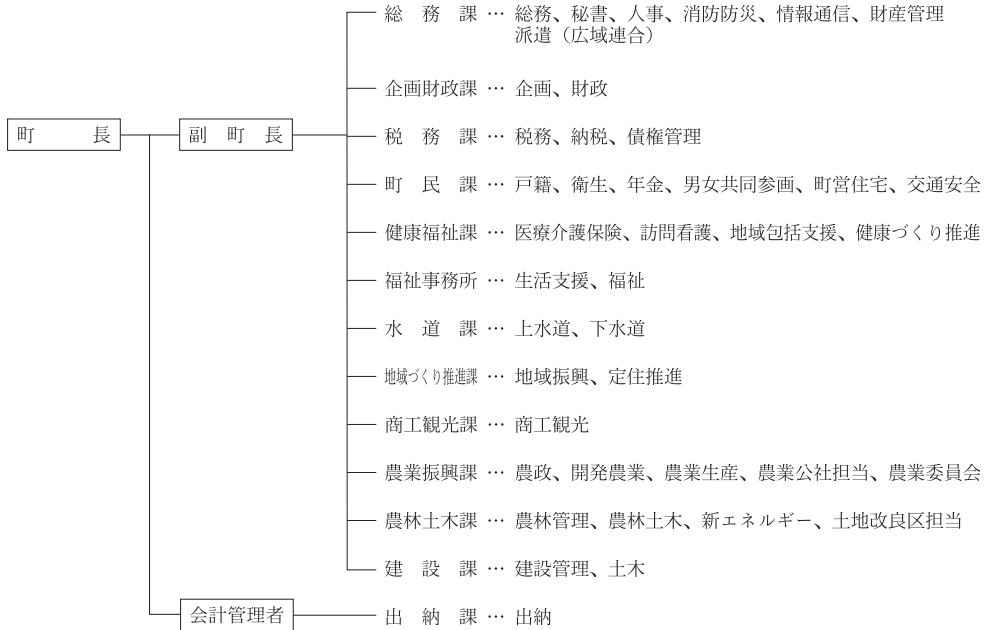 総　務　課 … 総務、秘書、人事、消防防災、情報通信、財産管理
派遣（広域連合）
企画財政課 … 企画、財政
町　　　長
副　町　長
税　務　課 … 税務、納税、債権管理
町　民　課 … 戸籍、衛生、年金、男女共同参画、町営住宅、交通安全
健康福祉課 … 医療介護保険、訪問看護、地域包括支援、健康づくり推進
福祉事務所 … 生活支援、福祉
水　道　課 … 上水道、下水道
地域づくり推進課 … 地域振興、定住推進
商工観光課 … 商工観光
農業振興課 … 農政、開発農業、農業生産、農業公社担当、農業委員会
農林土木課 … 農林管理、農林土木、新エネルギー、土地改良区担当
建　設　課 … 建設管理、土木
会計管理者
出　納　課 … 出納